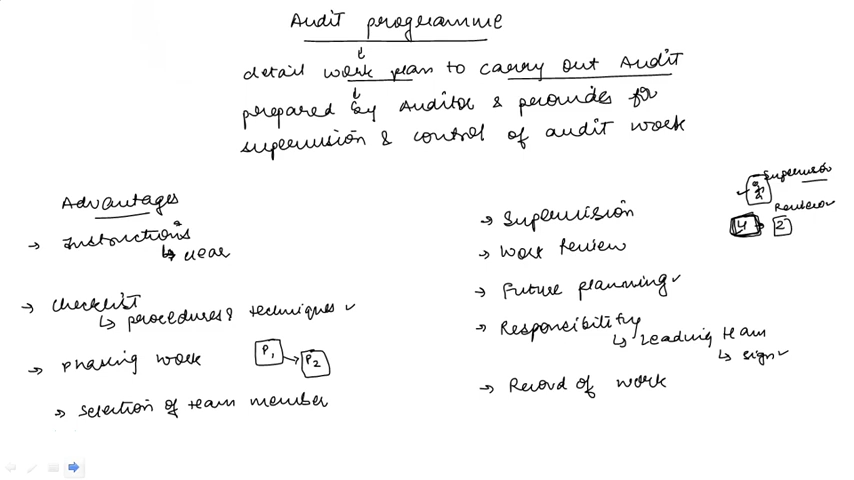 Audit programme
detail work plan to carry out Audit
prepared by Auditor & provides for
supervision & control of audit work
Advantages
Instructions
clear
Checklist
procedures & techniques
Phasing work
P1
P2
Selection of team member
Supervision
Work review
Future planning
Responsibility
Leading team
sign
Record of work
Supervisor
4
2